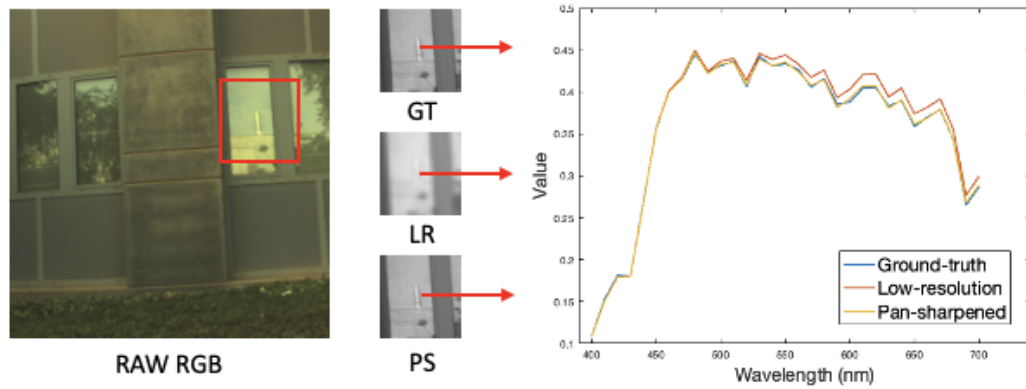 RAW RGB
GT
LR
PS
Value
0.5
0.45
0.4
0.35
0.3
0.25
0.2
0.15
0.1
400
450
500
550
600
650
700
Wavelength (nm)
Ground-truth
Low-resolution
Pan-sharpened